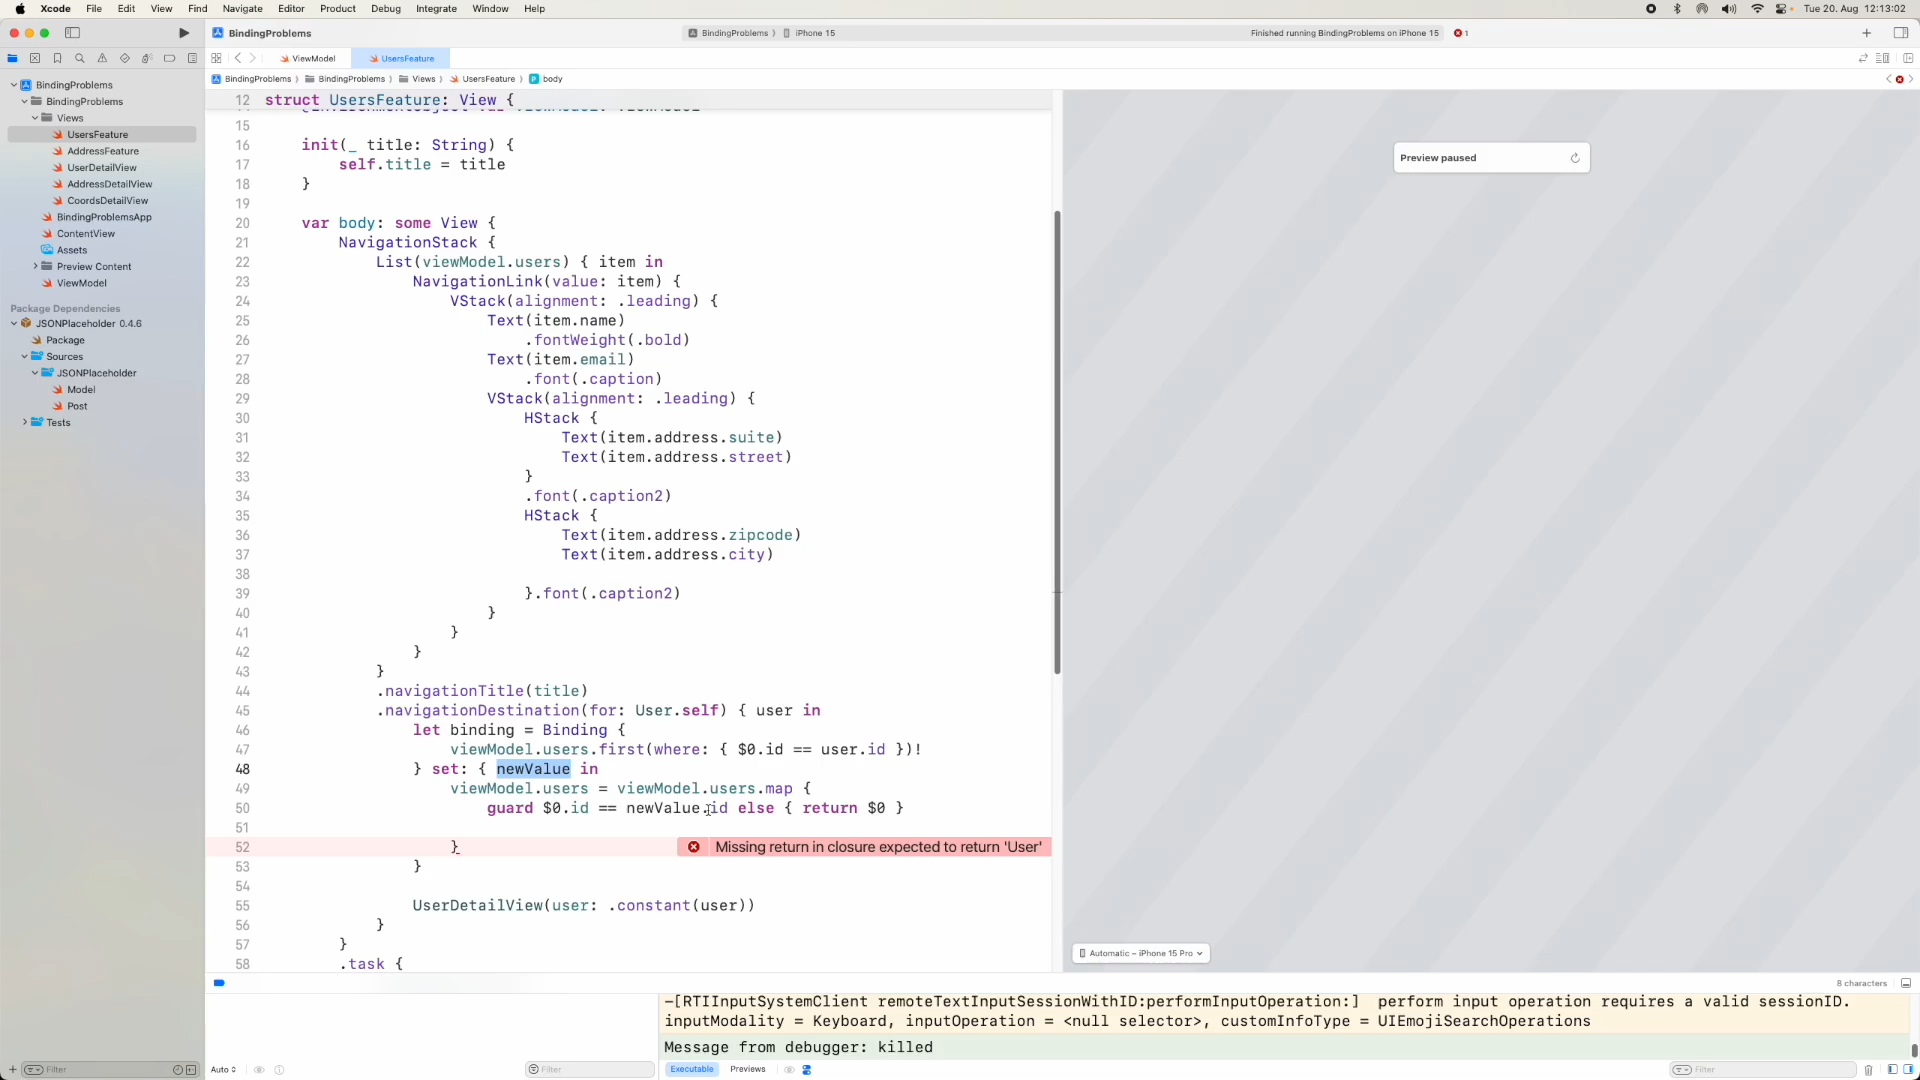 Xcode File Edit View Find Navigate Editor Product Debug Integrate Window Help
Tue 20. Aug 12:13:02
BindingProblems
BindingProblems 〉 iPhone 15
Finished running BindingProblems on iPhone 15
1
ViewModel
UsersFeature
BindingProblems 〉 BindingProblems 〉 Views 〉 UsersFeature 〉 body
BindingProblems
BindingProblems
Views
UsersFeature
AddressFeature
UserDetailView
AddressDetailView
CoordsDetailView
BindingProblemsApp
ContentView
Assets
Preview Content
ViewModel
Package Dependencies
JSONPlaceholder 0.4.6
Package
Sources
JSONPlaceholder
Model
Post
Tests
Filter
12 struct UsersFeature: View {
15
16 init(_ title: String) {
17 self.title = title
18 }
19
20 var body: some View {
21 NavigationStack {
22 List(viewModel.users) { item in
23 NavigationLink(value: item) {
24 VStack(alignment: .leading) {
25 Text(item.name)
26 .fontWeight(.bold)
27 Text(item.email)
28 .font(.caption)
29 VStack(alignment: .leading) {
30 HStack {
31 Text(item.address.suite)
32 Text(item.address.street)
33 }
34 .font(.caption2)
35 HStack {
36 Text(item.address.zipcode)
37 Text(item.address.city)
38
39 }.font(.caption2)
40 }
41 }
42 }
43 }
44 .navigationTitle(title)
45 .navigationDestination(for: User.self) { user in
46 let binding = Binding {
47 viewModel.users.first(where: { $0.id == user.id })!
48 } set: { newValue in
49 viewModel.users = viewModel.users.map {
50 guard $0.id == newValue.id else { return $0 }
51
52 } Missing return in closure expected to return 'User'
53 }
54
55 UserDetailView(user: .constant(user))
56 }
57 }
58 .task {
Preview paused
Automatic – iPhone 15 Pro
8 characters
-[RTIInputSystemClient remoteTextInputSessionWithID:performInputOperation:] perform input operation requires a valid sessionID.
inputModality = Keyboard, inputOperation = <null selector>, customInfoType = UIEmojiSearchOperations
Message from debugger: killed
Auto
Filter
Executable
Previews
Filter